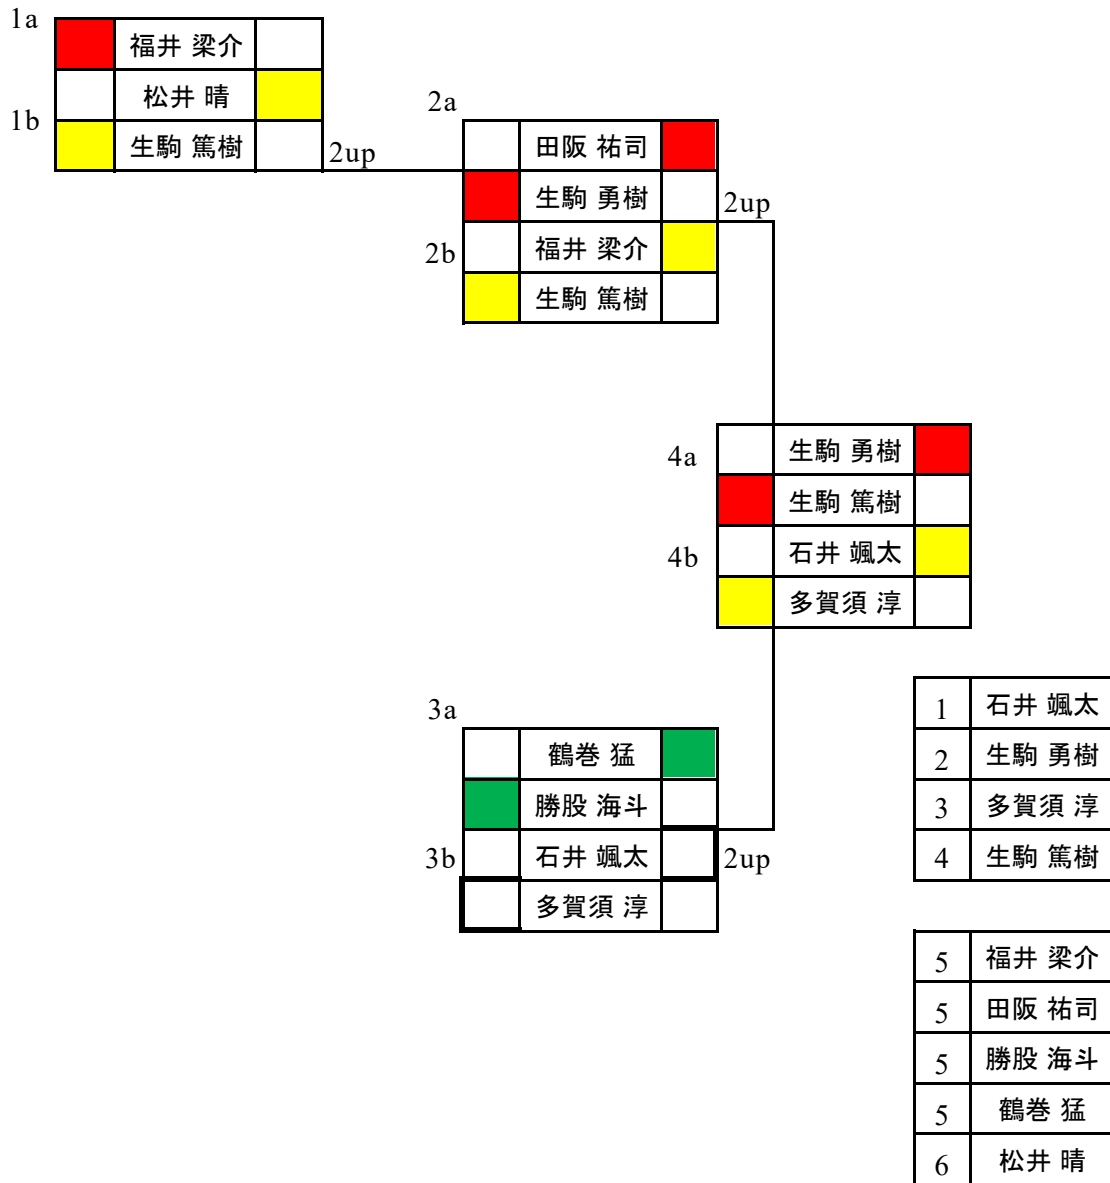 1a
福井 梁介
松井 晴
1b
生駒 篤樹
2up
2a
田阪 祐司
生駒 勇樹
2up
2b
福井 梁介
生駒 篤樹
4a
生駒 勇樹
生駒 篤樹
4b
石井 颯太
多賀須 淳
3a
鶴巻 猛
勝股 海斗
3b
石井 颯太
2up
多賀須 淳
1 石井 颯太
2 生駒 勇樹
3 多賀須 淳
4 生駒 篤樹
5 福井 梁介
5 田阪 祐司
5 勝股 海斗
5 鶴巻 猛
6 松井 晴